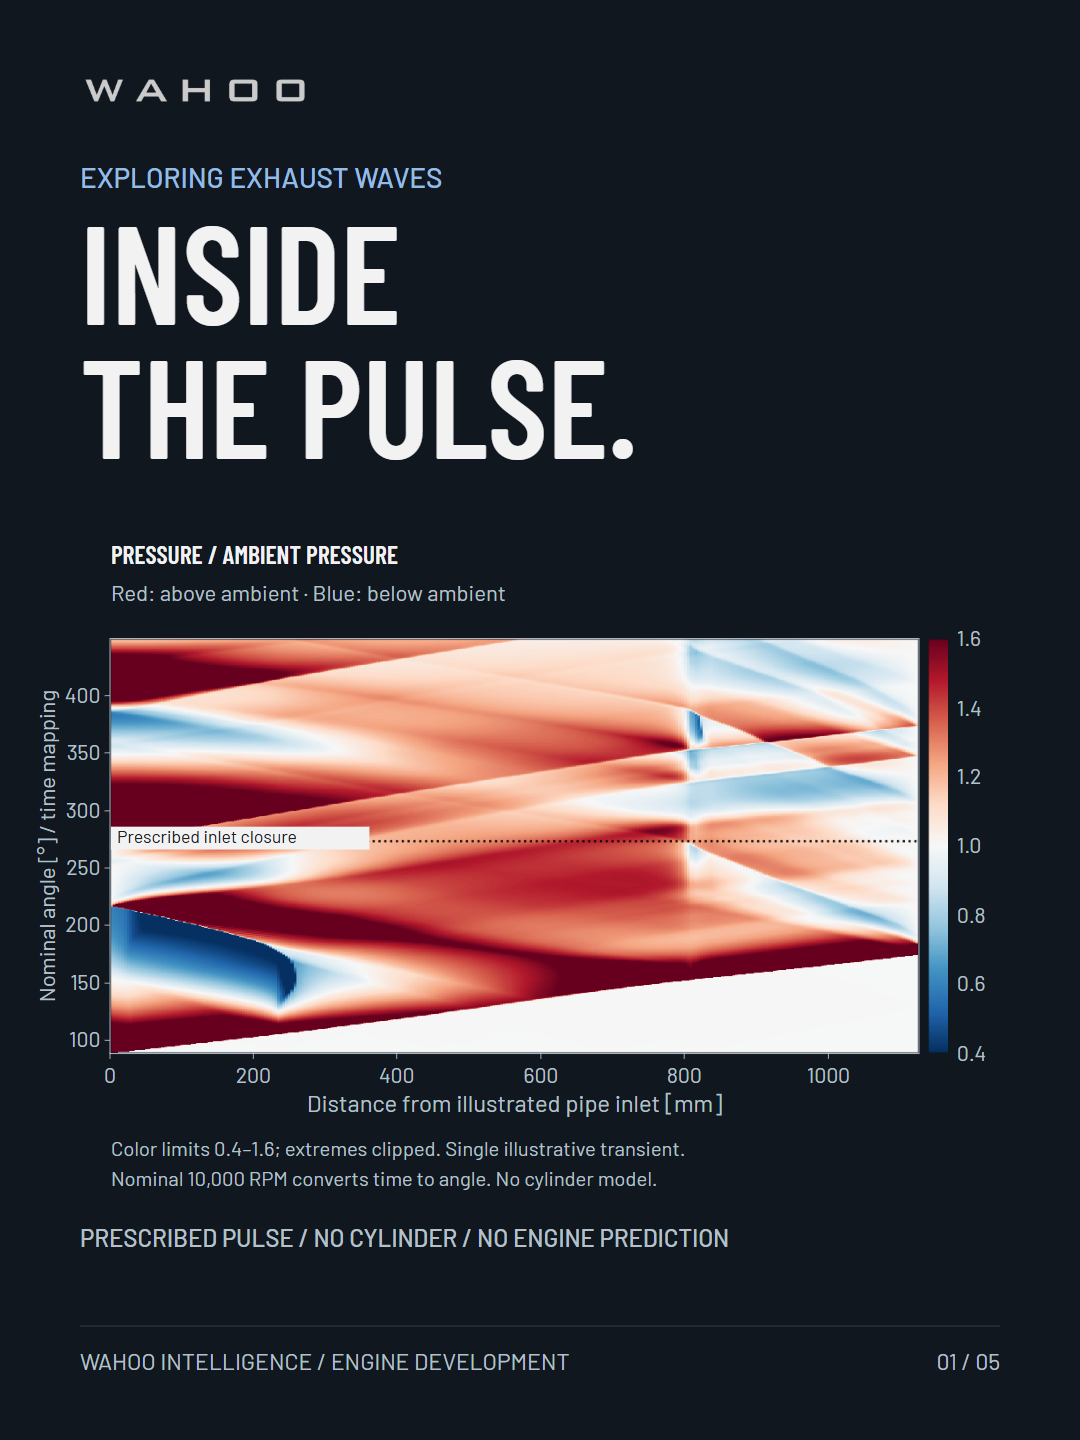 WAHOO
EXPLORING EXHAUST WAVES
INSIDE
THE PULSE.
PRESSURE / AMBIENT PRESSURE
Red: above ambient · Blue: below ambient
Nominal angle [°] / time mapping
400
350
300
250
200
150
100
Prescribed inlet closure
1.6
1.4
1.2
1.0
0.8
0.6
0.4
0 200 400 600 800 1000
Distance from illustrated pipe inlet [mm]
Color limits 0.4–1.6; extremes clipped. Single illustrative transient.
Nominal 10,000 RPM converts time to angle. No cylinder model.
PRESCRIBED PULSE / NO CYLINDER / NO ENGINE PREDICTION
WAHOO INTELLIGENCE / ENGINE DEVELOPMENT
01 / 05